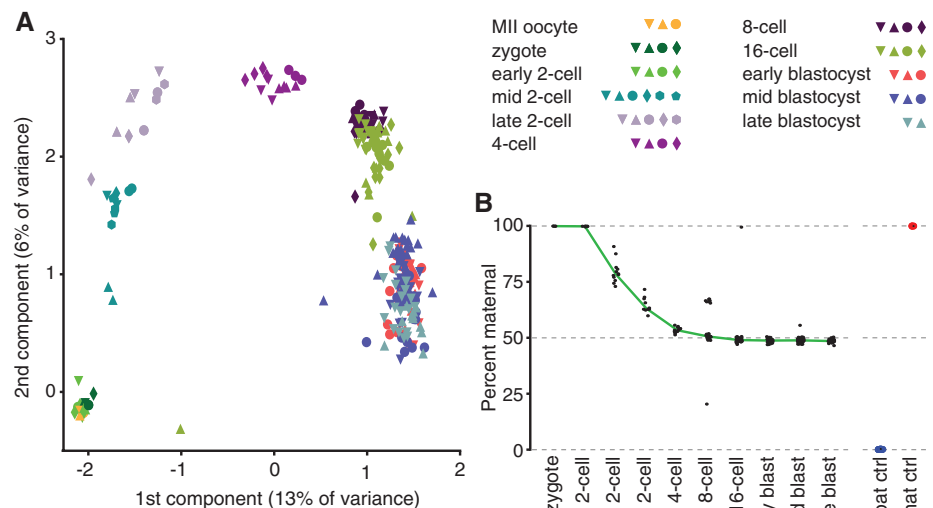 A
3
2
1
0
2nd component (6% of variance)
-2
-1
0
1
2
1st component (13% of variance)
MII oocyte
zygote
early 2-cell
mid 2-cell
late 2-cell
4-cell
8-cell
16-cell
early blastocyst
mid blastocyst
late blastocyst
B
100
75
50
25
0
Percent maternal
zygote
2-cell
2-cell
2-cell
4-cell
8-cell
16-cell
blast
blast
blast
ctrl
ctrl